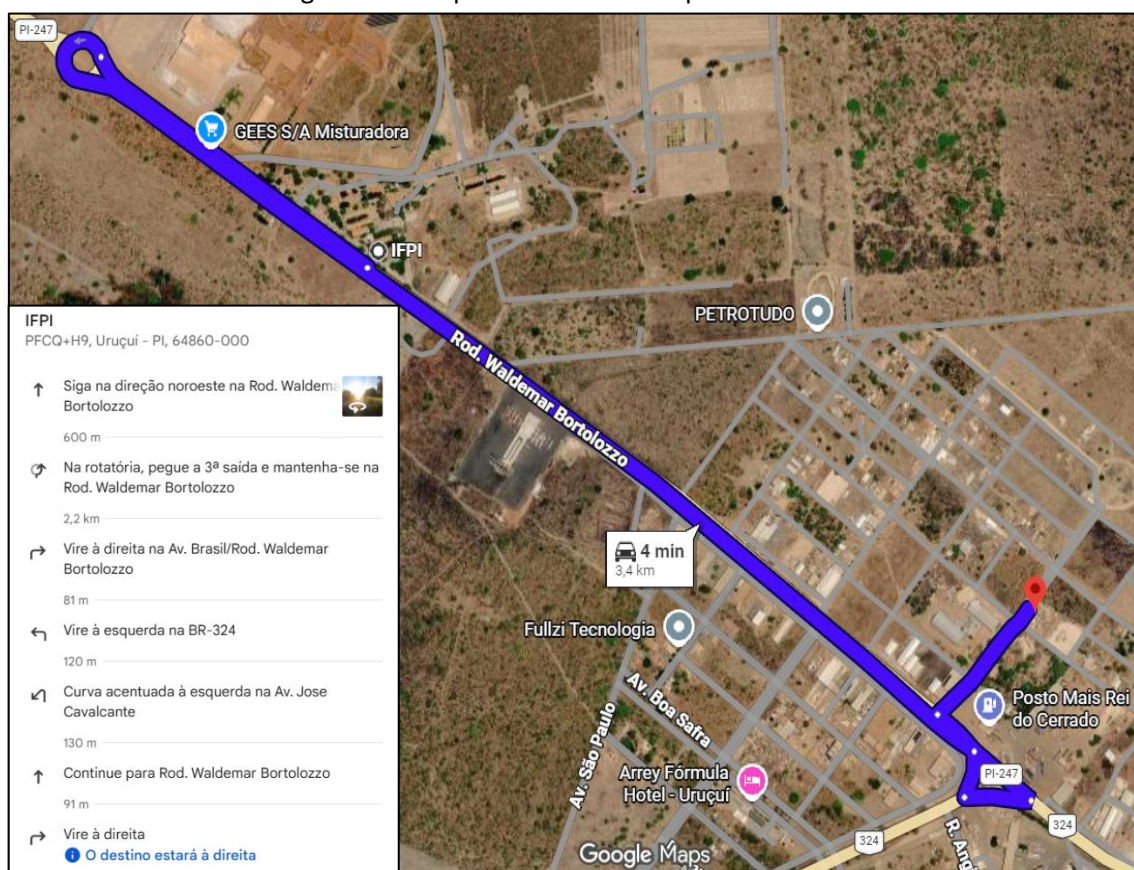 PI-247
GEES S/A Misturadora
IFPI
PETROTUDO
Rod. Waldemar Bortolozzo
4 min
3,4 km
Fullzi Tecnologia
Av. Boa Safra
Av. São Paulo
Arrey Fórmula
Hotel - Uruçuí
Posto Mais Rei
do Cerrado
PI-247
324
324
Google Maps
IFPI
PFCQ+H9, Uruçuí - PI, 64860-000
Siga na direção noroeste na Rod. Waldema
Bortolozzo
600 m
Na rotatória, pegue a 3ª saída e mantenha-se na
Rod. Waldemar Bortolozzo
2,2 km
Vire à direita na Av. Brasil/Rod. Waldemar
Bortolozzo
81 m
Vire à esquerda na BR-324
120 m
Curva acentuada à esquerda na Av. Jose
Cavalcante
130 m
Continue para Rod. Waldemar Bortolozzo
91 m
Vire à direita
O destino estará à direita